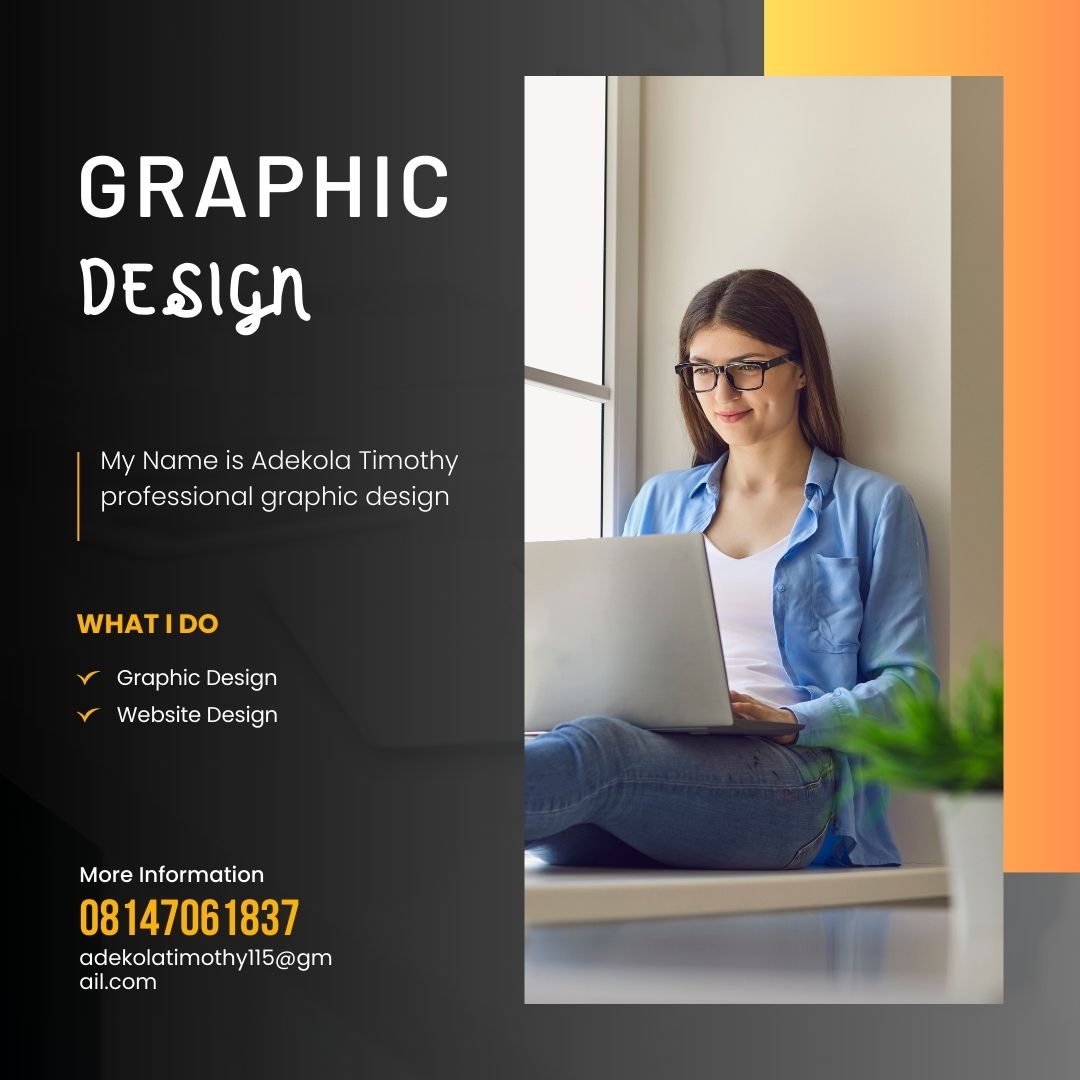 GRAPHIC
DESIGN
My Name is Adekola Timothy
professional graphic design
WHAT I DO
Graphic Design
Website Design
More Information
08147061837
adekolatimothy115@gm
ail.com